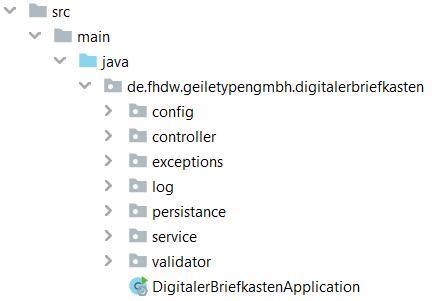 src
main
java
de.fhdw.geiletypengmbh.digitalerbriefkasten
config
controller
exceptions
log
persistance
service
validator
DigitalerBriefkastenApplication